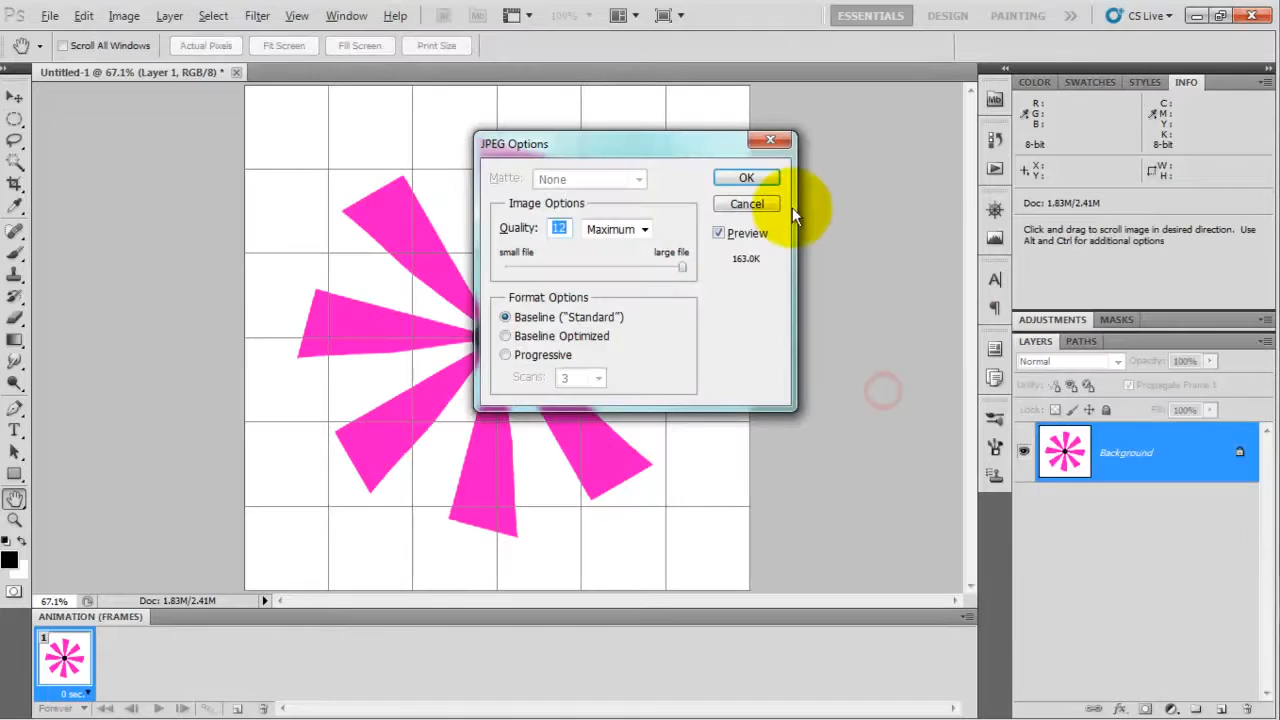 Ps
Edit Image Layer Select Filter View Window Help
Br Mb 100%
ESSENTIALS DESIGN PAINTING
CS Live
Scroll All Windows Actual Pixels Fit Screen Fill Screen Print Size
Untitled-1 @ 67.1% (Layer 1, RGB/8) *
JPEG Options
Matte: None
OK
Image Options
Cancel
Quality: 12 Maximum
Preview
small file large file
163.0K
Format Options
Baseline ("Standard")
Baseline Optimized
Progressive
Scans: 3
COLOR SWATCHES STYLES INFO
Mb
R: C:
G: M:
B: Y:
K:
8-bit 8-bit
X: W:
Y: H:
Doc: 1.83M/2.41M
Click and drag to scroll image in desired direction. Use
Alt and Ctrl for additional options
A
T
ADJUSTMENTS MASKS
LAYERS PATHS
Normal Opacity: 100%
Unify: Propagate Frame 1
Lock: Fill: 100%
Background
67.1% Doc: 1.83M/2.41M
ANIMATION (FRAMES)
1
0 sec.
Forever
fx